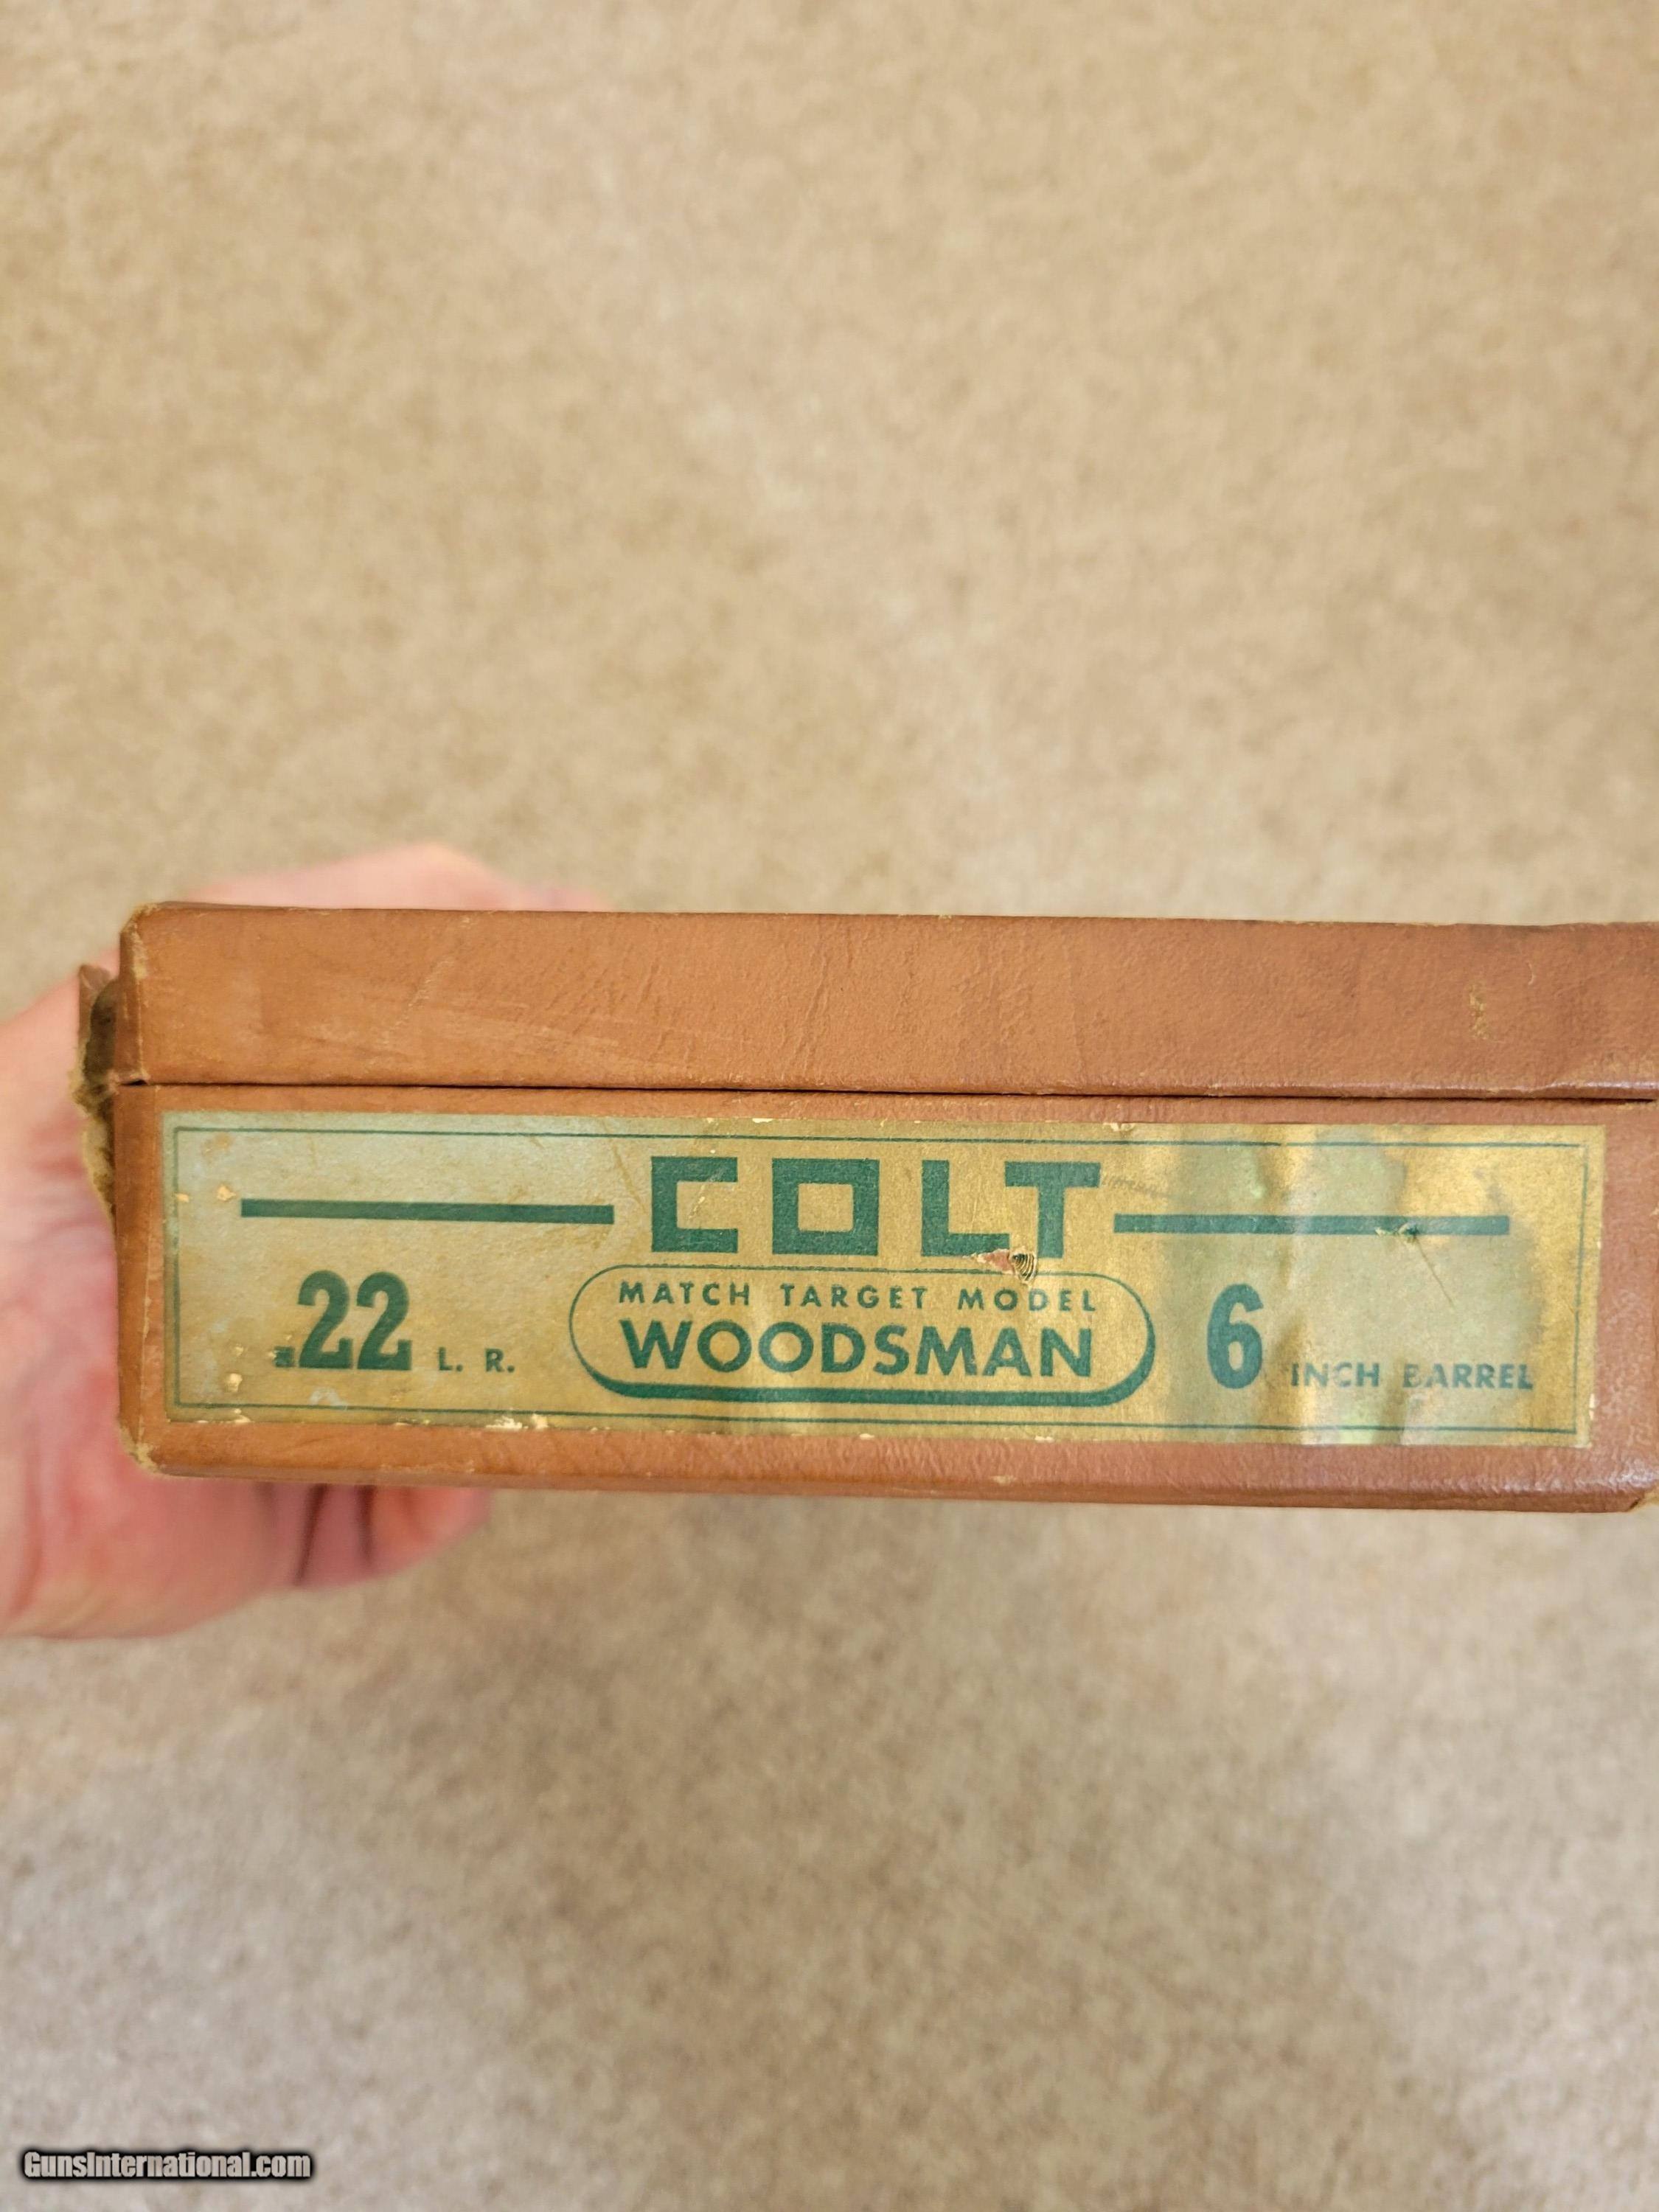 COLT
MATCH TARGET MODEL
.22 L. R. WOODSMAN 6 INCH BARREL
GunsInternational.com